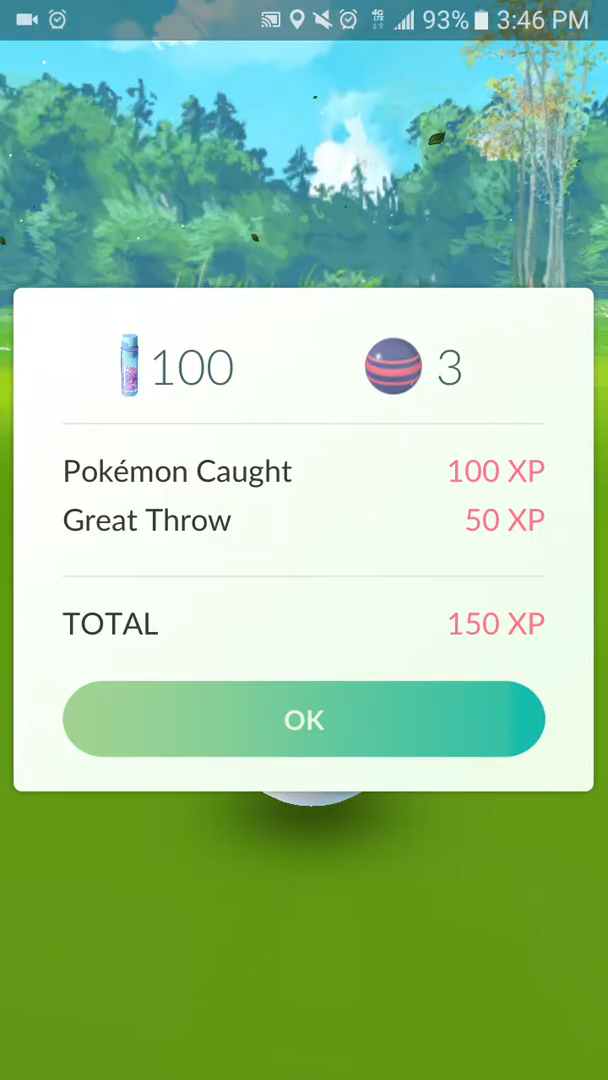 93% 3:46 PM
100 3
Pokémon Caught 100 XP
Great Throw 50 XP
TOTAL 150 XP
OK